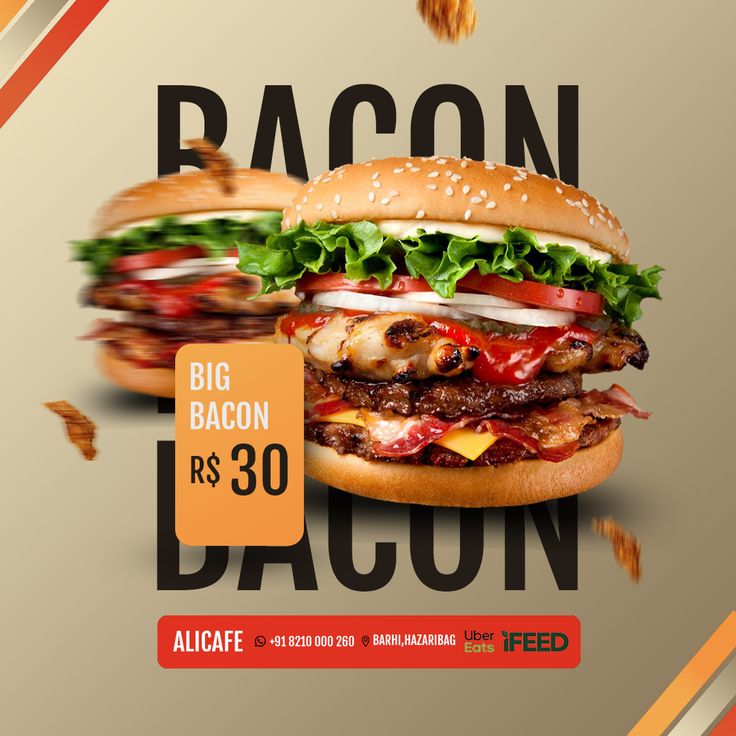 BACON
BIG
BACON
R$ 30
BACON
ALICAFE +91 8210 000 260 BARHI,HAZARIBAG Uber Eats iFEED